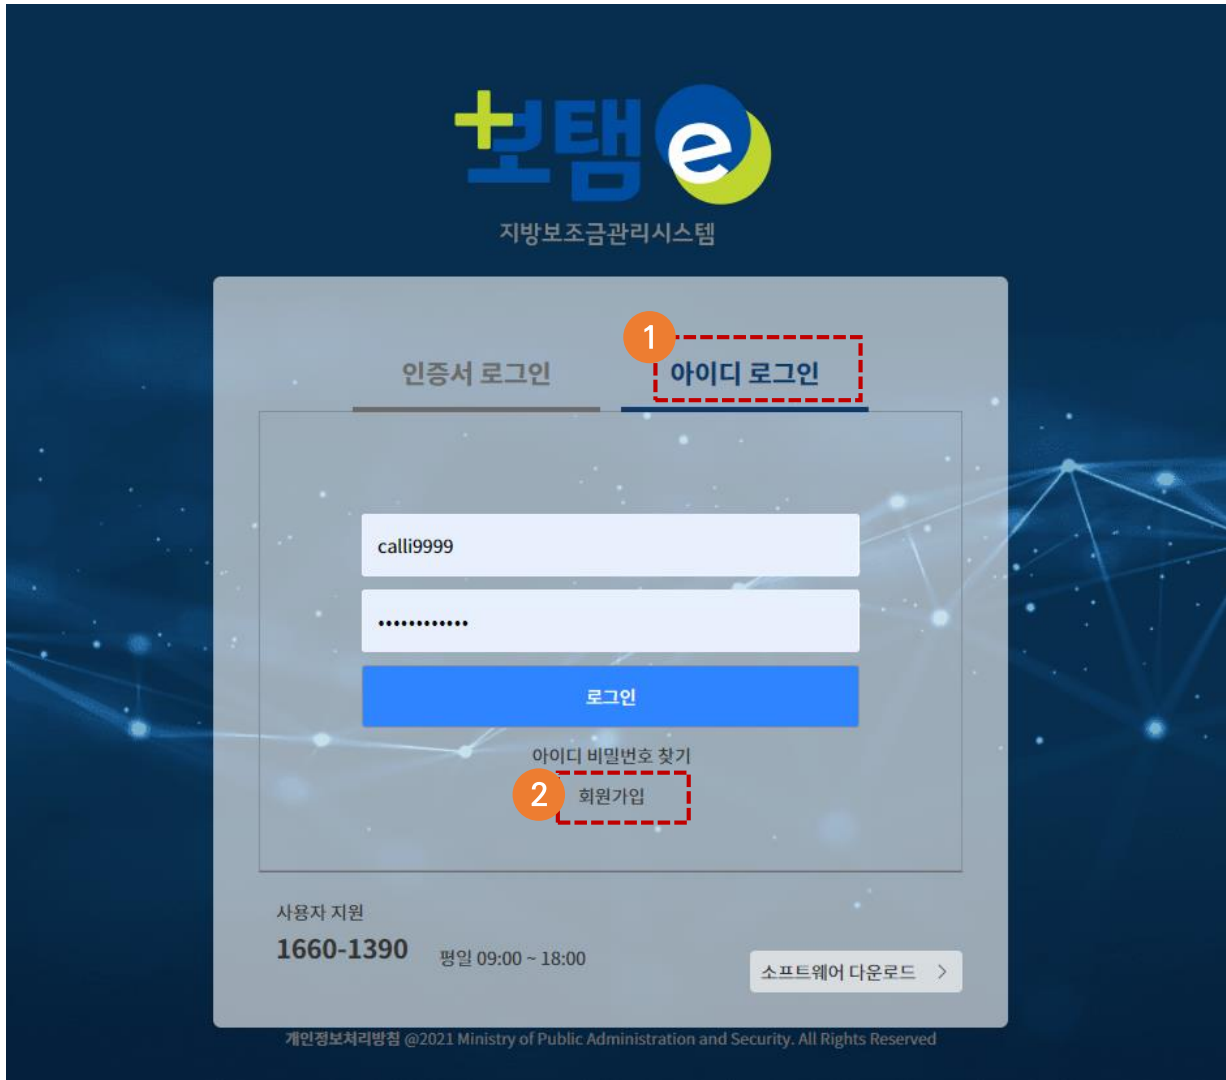 보탬e
지방보조금관리시스템
1
인증서 로그인 아이디 로그인
calli9999
••••••••••••
로그인
아이디 비밀번호 찾기
2 회원가입
사용자 지원
1660-1390 평일 09:00 ~ 18:00
소프트웨어 다운로드 >
개인정보처리방침 @2021 Ministry of Public Administration and Security. All Rights Reserved